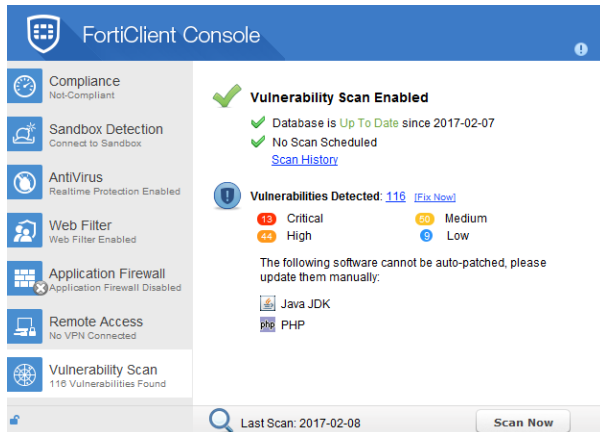 FortiClient Console
Compliance
Not-Compliant
Sandbox Detection
Connect to Sandbox
AntiVirus
Realtime Protection Enabled
Web Filter
Web Filter Enabled
Application Firewall
Application Firewall Disabled
Remote Access
No VPN Connected
Vulnerability Scan
116 Vulnerabilities Found
Vulnerability Scan Enabled
Database is Up To Date since 2017-02-07
No Scan Scheduled
Scan History
Vulnerabilities Detected: 116 [Fix Now]
13 Critical 50 Medium
44 High 9 Low
The following software cannot be auto-patched, please
update them manually:
Java JDK
php PHP
Last Scan: 2017-02-08 Scan Now